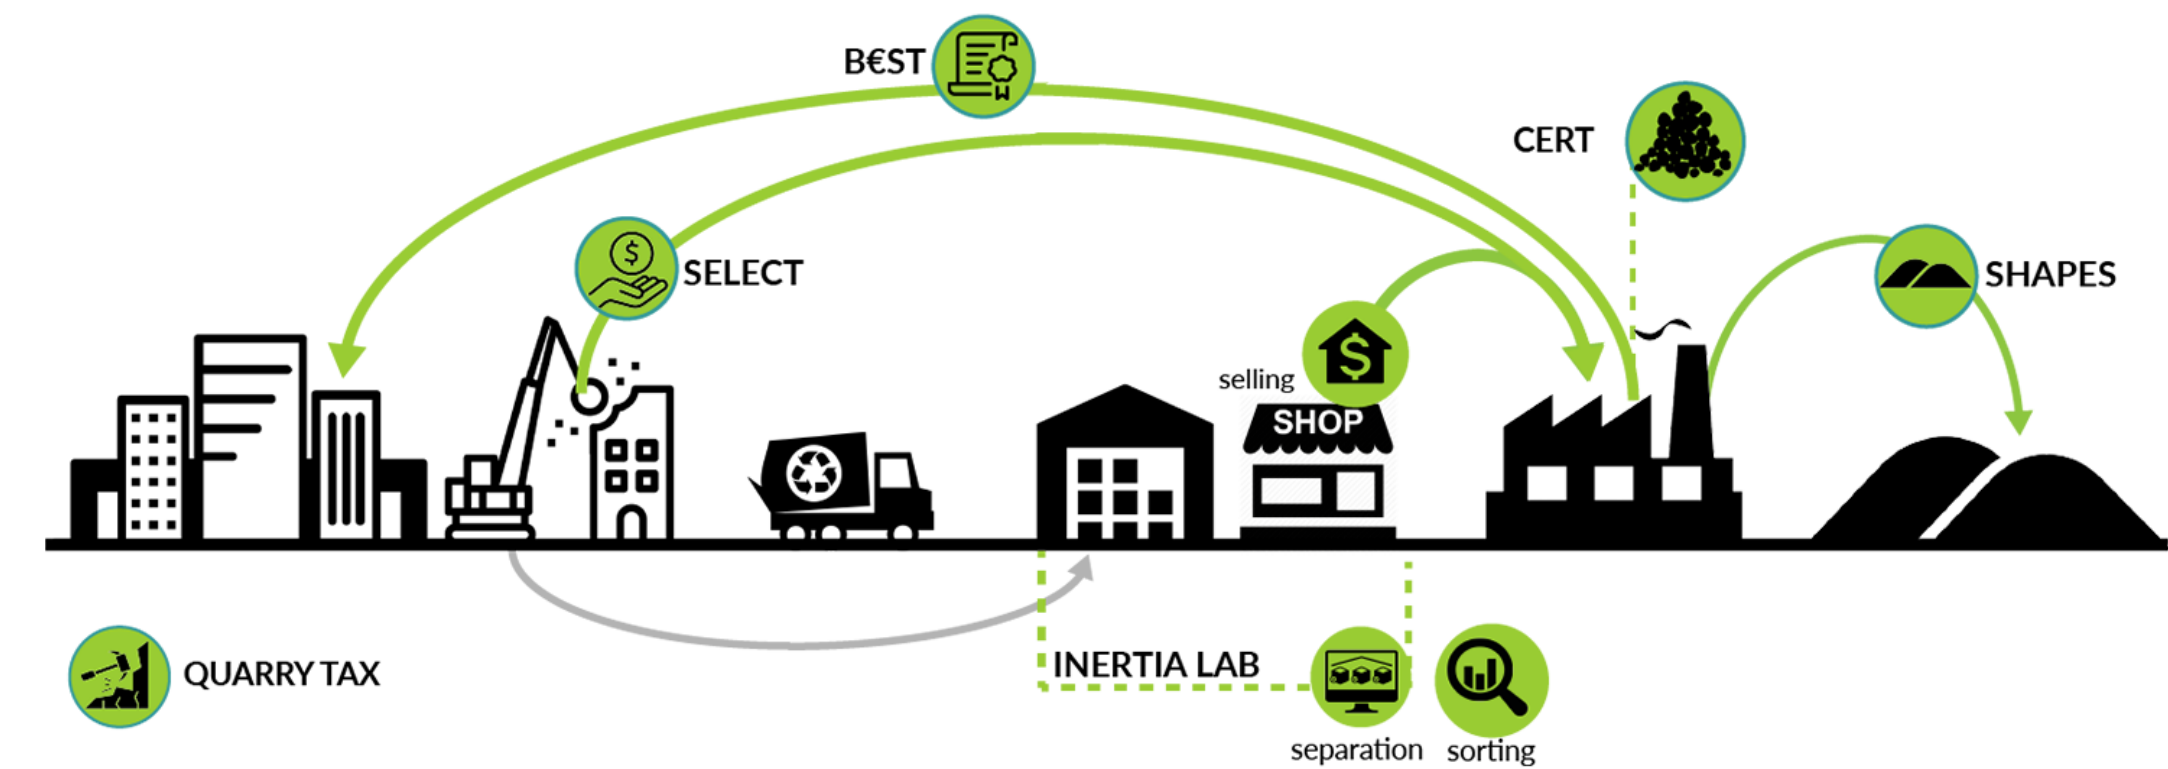 B€ST
CERT
SELECT
SHAPES
selling
SHOP
INERTIA LAB
QUARRY TAX
separation
sorting